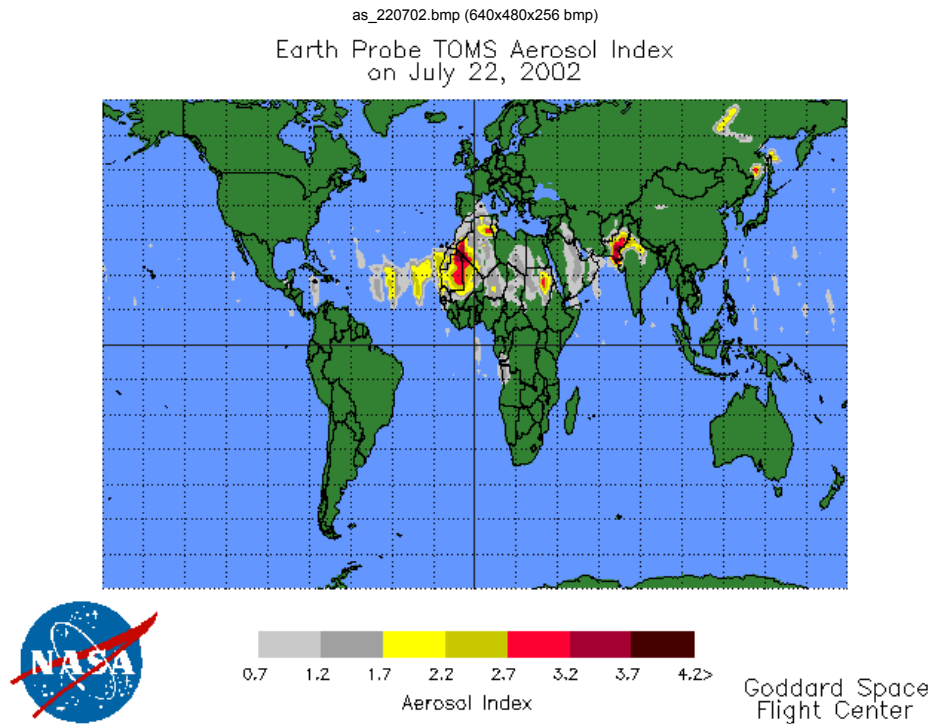 as_220702.bmp (640x480x256 bmp)
Earth Probe TOMS Aerosol Index
on July 22, 2002
NASA
0.7 1.2 1.7 2.2 2.7 3.2 3.7 4.2>
Aerosol Index
Goddard Space
Flight Center